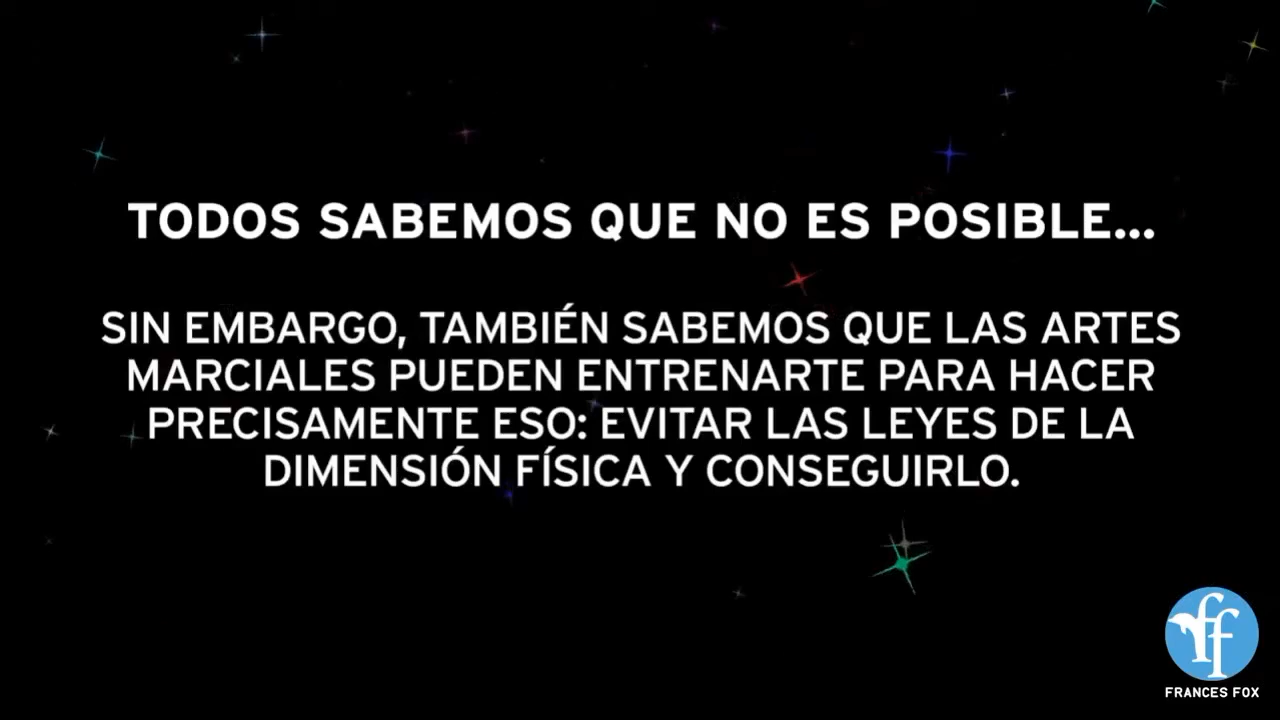 TODOS SABEMOS QUE NO ES POSIBLE...
SIN EMBARGO, TAMBIÉN SABEMOS QUE LAS ARTES
MARCIALES PUEDEN ENTRENARTE PARA HACER
PRECISAMENTE ESO: EVITAR LAS LEYES DE LA
DIMENSIÓN FÍSICA Y CONSEGUIRLO.
ff
FRANCES FOX